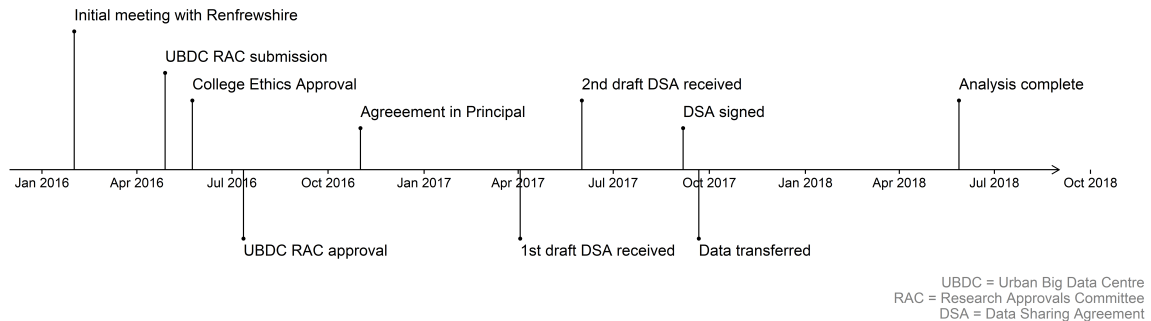 Initial meeting with Renfrewshire
UBDC RAC submission
College Ethics Approval
2nd draft DSA received
Analysis complete
Agreeement in Principal
DSA signed
Jan 2016
Apr 2016
Jul 2016
Oct 2016
Jan 2017
Apr 2017
Jul 2017
Oct 2017
Jan 2018
Apr 2018
Jul 2018
Oct 2018
UBDC RAC approval
1st draft DSA received
Data transferred
UBDC = Urban Big Data Centre
RAC = Research Approvals Committee
DSA = Data Sharing Agreement